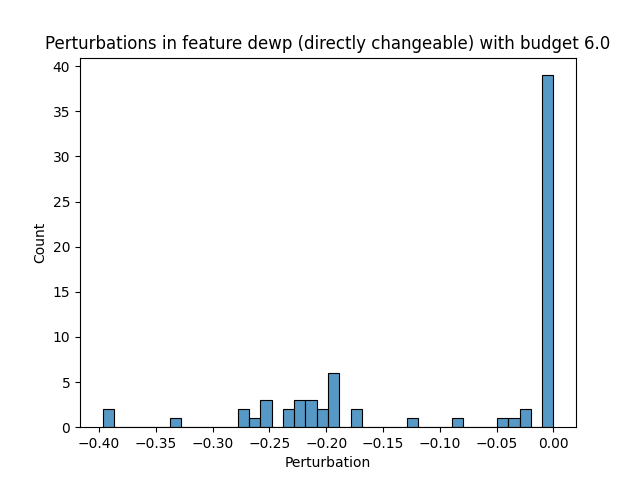 Perturbations in feature dewp (directly changeable) with budget 6.0
40
35
30
25
20
15
10
5
0
Count
−0.40 −0.35 −0.30 −0.25 −0.20 −0.15 −0.10 −0.05 0.00
Perturbation